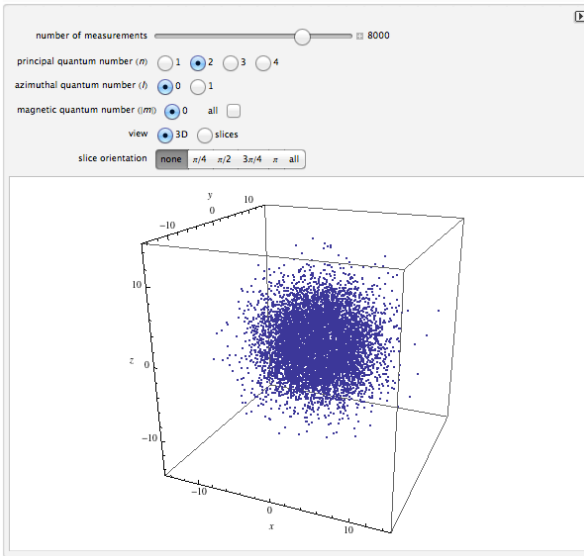 number of measurements 8000
principal quantum number (n) 1 2 3 4
azimuthal quantum number (l) 0 1
magnetic quantum number (|m|) 0 all
view 3D slices
slice orientation none π/4 π/2 3π/4 π all
y 10
0
-10
10
z 0
-10
-10
0
x 10